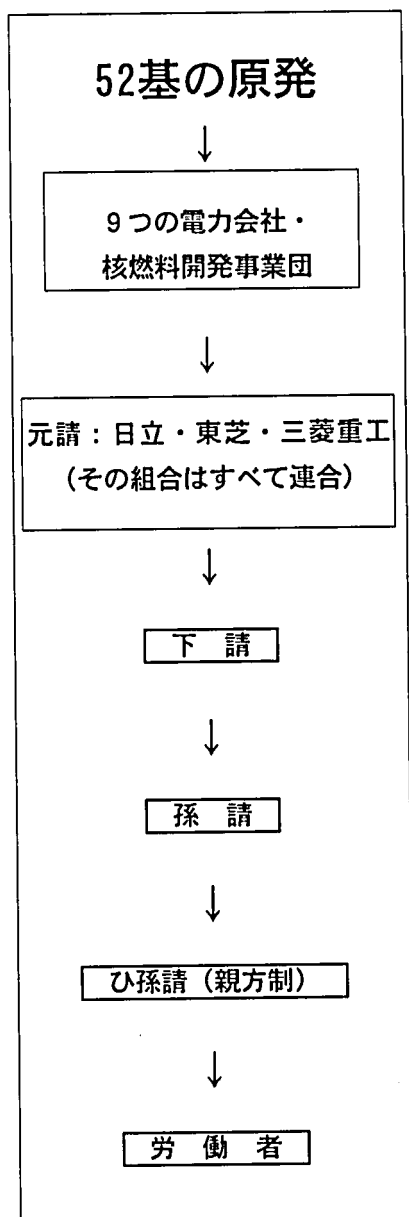 52基の原発
↓
9つの電力会社・
核燃料開発事業団
↓
元請：日立・東芝・三菱重工
(その組合はすべて連合)
↓
下 請
↓
孫 請
↓
ひ孫請（親方制）
↓
労 働 者